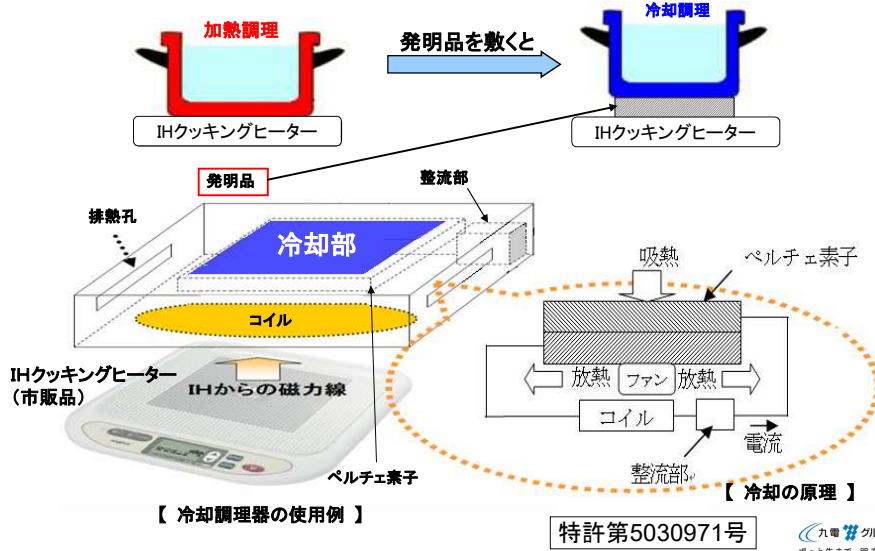 加熱調理
発明品を敷くと
冷却調理
IHクッキングヒーター
IHクッキングヒーター
発明品
整流部
排熱孔
冷却部
コイル
IHクッキングヒーター
(市販品)
IHからの磁力線
ペルチェ素子
【 冷却調理器の使用例 】
吸熱
ペルチェ素子
放熱
ファン
放熱
コイル
電流
整流部
【 冷却の原理 】
特許第5030971号
九電